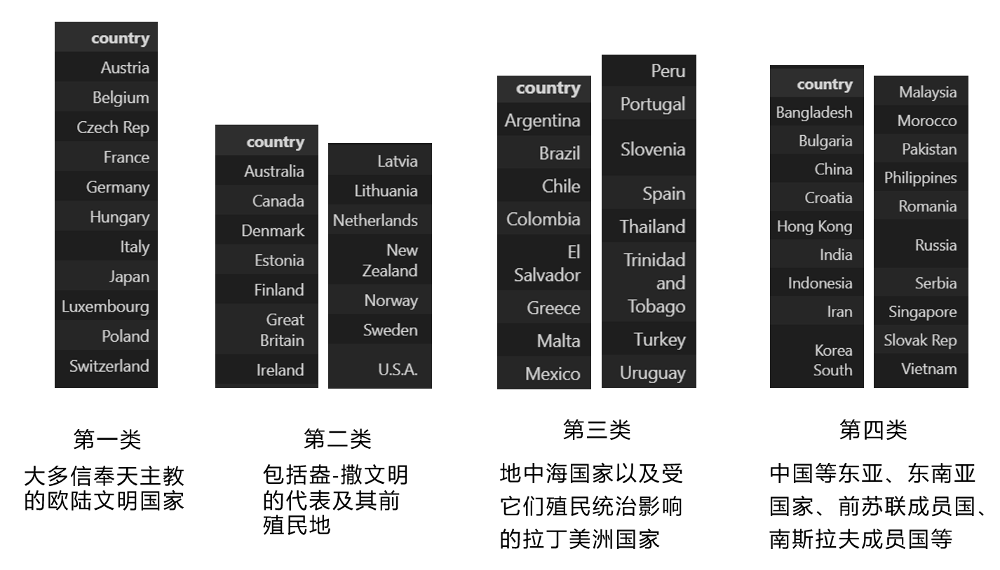 country
Austria
Belgium
Czech Rep
France
Germany
Hungary
Italy
Japan
Luxembourg
Poland
Switzerland
第一类
大多信奉天主教
的欧陆文明国家
country
Australia
Canada
Denmark
Estonia
Finland
Great
Britain
Ireland
Latvia
Lithuania
Netherlands
New
Zealand
Norway
Sweden
U.S.A.
第二类
包括盎-撒文明
的代表及其前
殖民地
country
Argentina
Brazil
Chile
Colombia
El
Salvador
Greece
Malta
Mexico
Peru
Portugal
Slovenia
Spain
Thailand
Trinidad
and
Tobago
Turkey
Uruguay
第三类
地中海国家以及受
它们殖民统治影响
的拉丁美洲国家
country
Bangladesh
Bulgaria
China
Croatia
Hong Kong
India
Indonesia
Iran
Korea
South
Malaysia
Morocco
Pakistan
Philippines
Romania
Russia
Serbia
Singapore
Slovak Rep
Vietnam
第四类
中国等东亚、东南亚
国家、前苏联成员国、
南斯拉夫成员国等